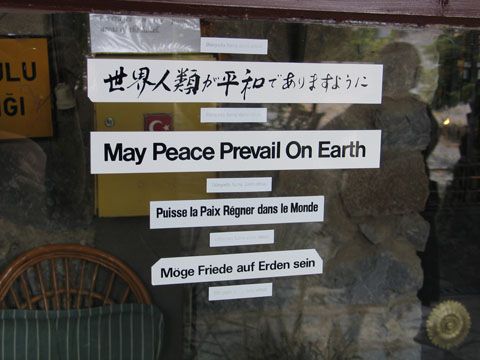 ULU
世界人類が平和でありますように
May Peace Prevail On Earth
Puisse la Paix Régner dans le Monde
Möge Friede auf Erden sein